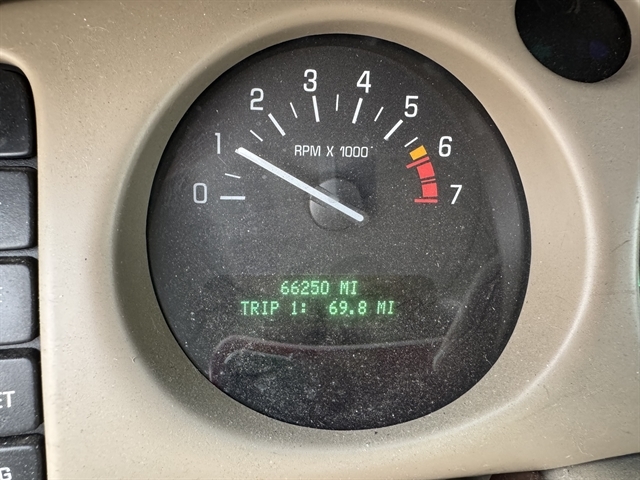 0 1 2 3 4 5 6 7
RPM X 1000
66250 MI
TRIP 1: 69.8 MI
ET
G